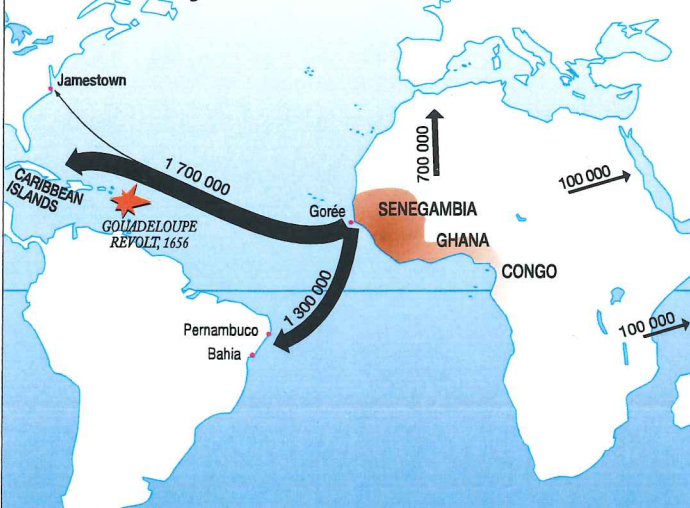 Jamestown
1 700 000
CARIBBEAN
ISLANDS
GOUADELOUPE
REVOLT, 1656
Gorée
SENEGAMBIA
GHANA
CONGO
700 000
100 000
1 300 000
Pernambuco
Bahia
100 000